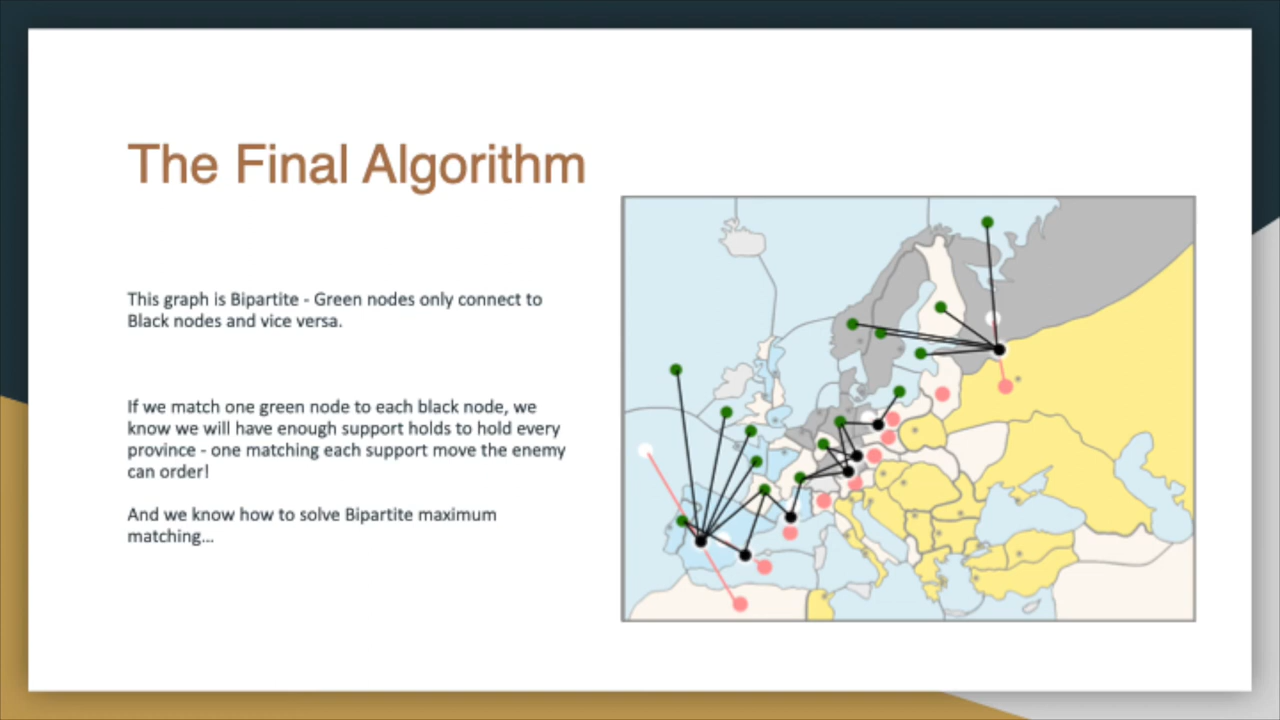 The Final Algorithm
This graph is Bipartite - Green nodes only connect to
Black nodes and vice versa.
If we match one green node to each black node, we
know we will have enough support holds to hold every
province - one matching each support move the enemy
can order!
And we know how to solve Bipartite maximum
matching...